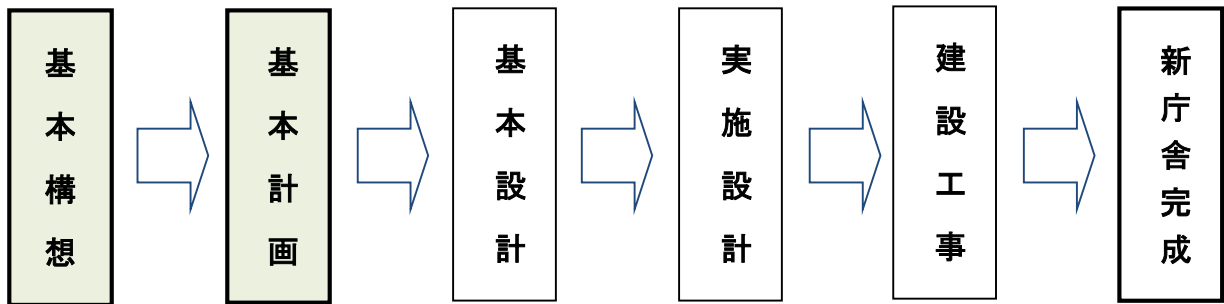 基本構想
基本計画
基本設計
実施設計
建設工事
新庁舎完成